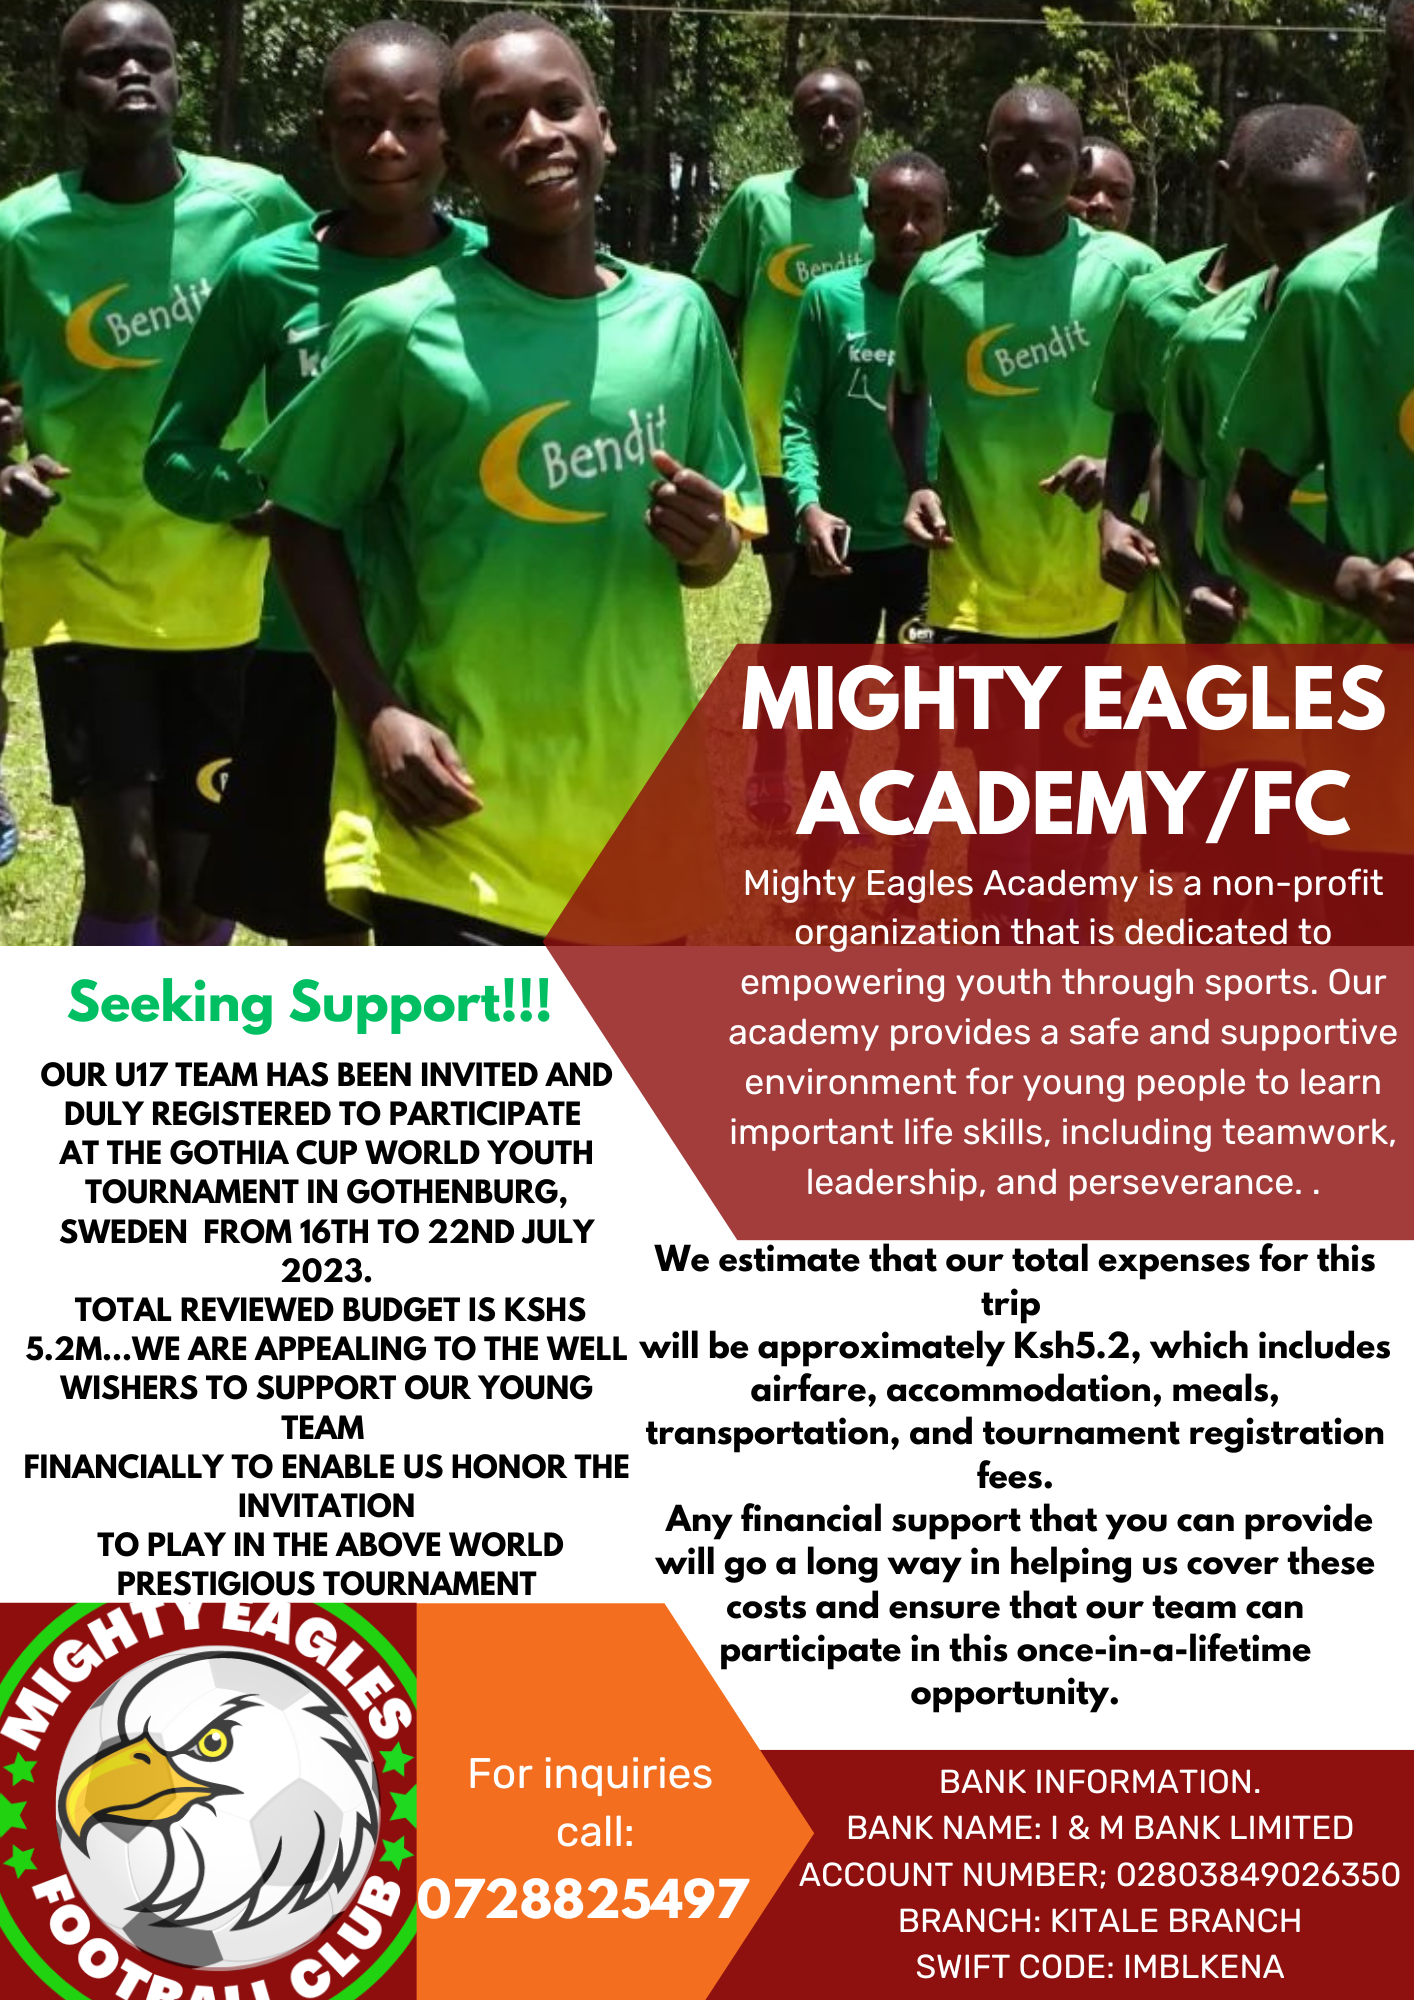 Bendit
Bendit
keep
Bendit
Bendit
MIGHTY EAGLES
ACADEMY/FC
Mighty Eagles Academy is a non-profit
organization that is dedicated to
empowering youth through sports. Our
academy provides a safe and supportive
environment for young people to learn
important life skills, including teamwork,
leadership, and perseverance. .
Seeking Support!!!
OUR U17 TEAM HAS BEEN INVITED AND
DULY REGISTERED TO PARTICIPATE
AT THE GOTHIA CUP WORLD YOUTH
TOURNAMENT IN GOTHENBURG,
SWEDEN FROM 16TH TO 22ND JULY
2023.
TOTAL REVIEWED BUDGET IS KSHS
5.2M...WE ARE APPEALING TO THE WELL
WISHERS TO SUPPORT OUR YOUNG
TEAM
FINANCIALLY TO ENABLE US HONOR THE
INVITATION
TO PLAY IN THE ABOVE WORLD
PRESTIGIOUS TOURNAMENT
We estimate that our total expenses for this
trip
will be approximately Ksh5.2, which includes
airfare, accommodation, meals,
transportation, and tournament registration
fees.
Any financial support that you can provide
will go a long way in helping us cover these
costs and ensure that our team can
participate in this once-in-a-lifetime
opportunity.
MIGHTY EAGLES
FOOTBALL CLUB
For inquiries
call:
0728825497
BANK INFORMATION.
BANK NAME: I & M BANK LIMITED
ACCOUNT NUMBER; 02803849026350
BRANCH: KITALE BRANCH
SWIFT CODE: IMBLKENA